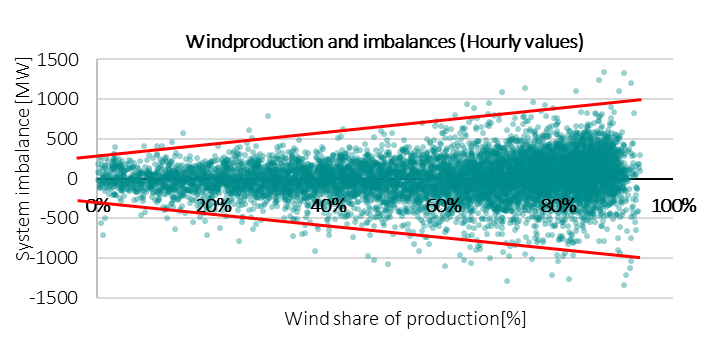 Windproduction and imbalances (Hourly values)
System imbalance [MW]
1500
1000
500
0
-500
-1000
-1500
0% 20% 40% 60% 80% 100%
Wind share of production[%]